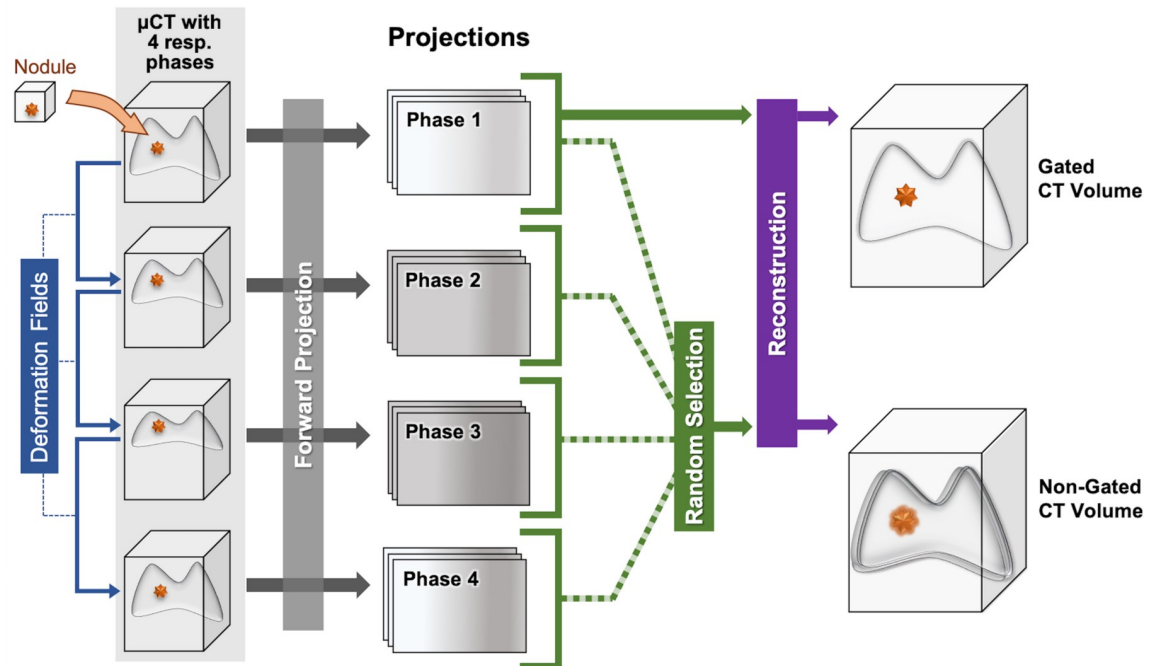 µCT with
4 resp.
phases
Projections
Nodule
Deformation Fields
Forward Projection
Phase 1
Phase 2
Phase 3
Phase 4
Random Selection
Reconstruction
Gated
CT Volume
Non-Gated
CT Volume